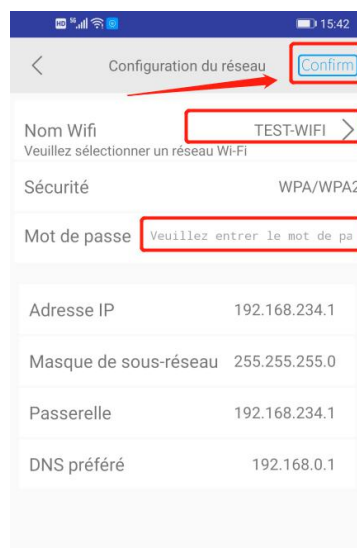 HD 5G 15:42
Configuration du réseau Confirm
Nom Wifi TEST-WIFI
Veuillez sélectionner un réseau Wi-Fi
Sécurité WPA/WPA2
Mot de passe Veuillez entrer le mot de pa
Adresse IP 192.168.234.1
Masque de sous-réseau 255.255.255.0
Passerelle 192.168.234.1
DNS préféré 192.168.0.1